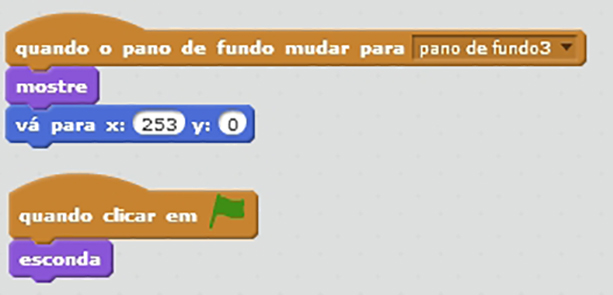 quando o pano de fundo mudar para pano de fundo3
mostre
vá para x: 253 y: 0
quando clicar em
esconda